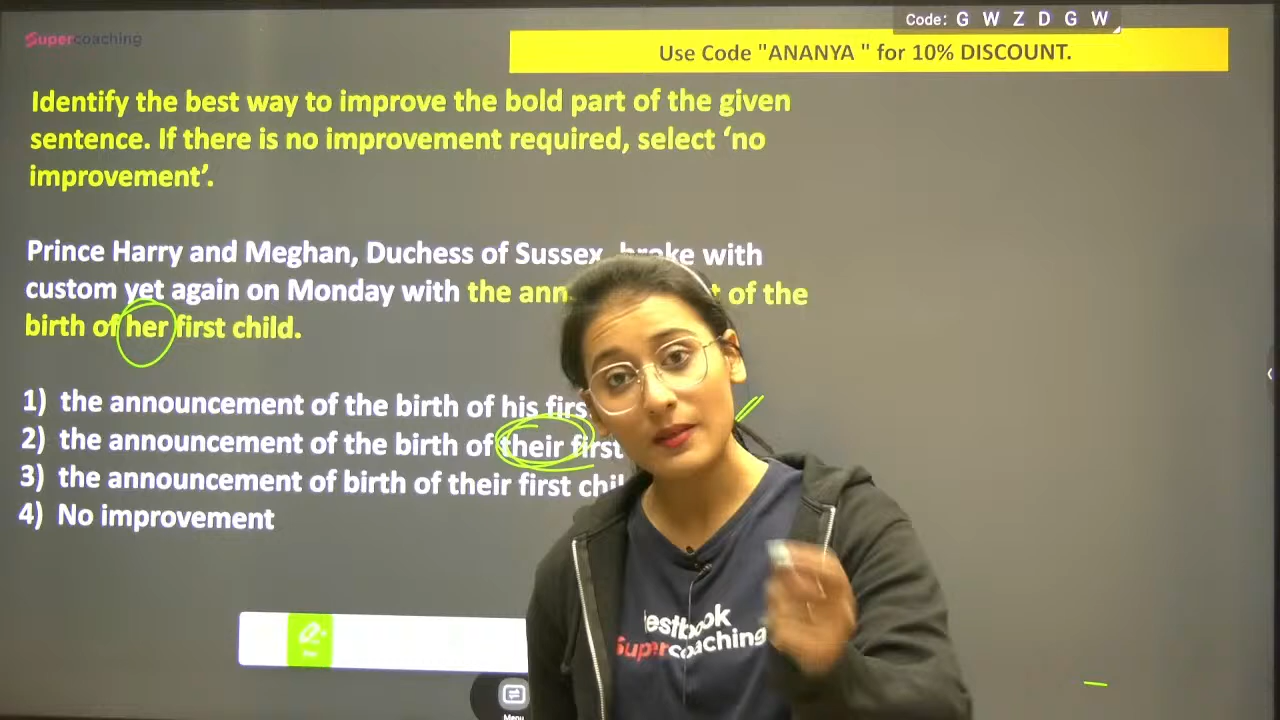 Code: G W Z D G W
Supercoaching
Use Code "ANANYA " for 10% DISCOUNT.
Identify the best way to improve the bold part of the given
sentence. If there is no improvement required, select ‘no
improvement’.
Prince Harry and Meghan, Duchess of Sussex, broke with
custom yet again on Monday with the of the
birth of her first child.
1) the announcement of the birth of his
2) the announcement of the birth of their first
3) the announcement of birth of their first
4) No improvement
testbook
Supercoaching
Menu